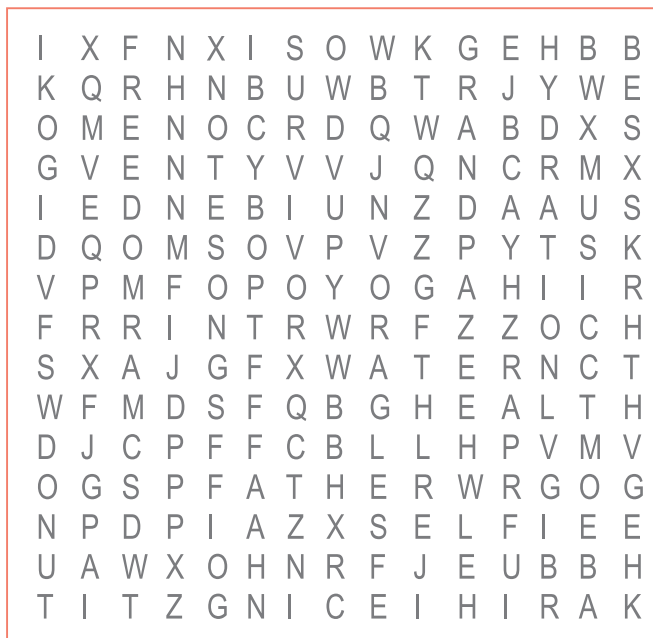 I X F N X I S O W K G E H B B
K Q R H N B U W B T R J Y W E
O M E N O C R D Q W A B D X S
G V E N T Y V V J Q N C R M X
I E D N E B I U N Z D A A U S
D Q O M S O V P V Z P Y T S K
V P M F O P O Y O G A H I I R
F R R I N T R W R F Z Z O C H
S X A J G F X W A T E R N C T
W F M D S F Q B G H E A L T H
D J C P F F C B L L H P V M V
O G S P F A T H E R W R G O G
N P D P I A Z X S E L F I E E
U A W X O H N R F J E U B B H
T I T Z G N I C E I H I R A K